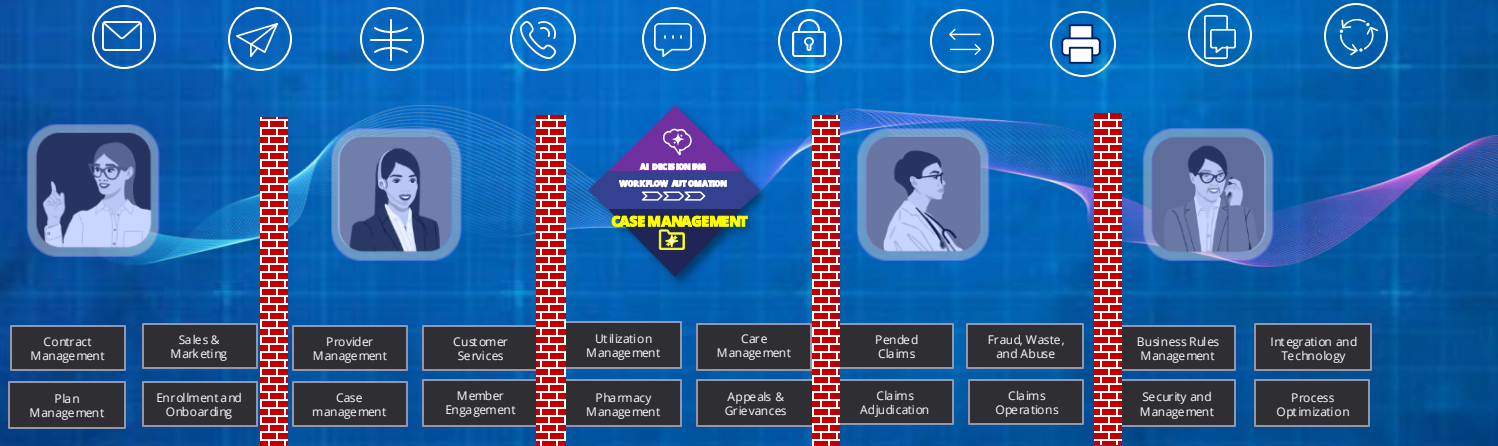 AI DECISIONING
WORKFLOW AUTOMATION
CASE MANAGEMENT
Contract
Management
Sales &
Marketing
Plan
Management
Enrollment and
Onboarding
Provider
Management
Customer
Services
Case
management
Member
Engagement
Utilization
Management
Care
Management
Pharmacy
Management
Appeals &
Grievances
Pended
Claims
Fraud, Waste,
and Abuse
Claims
Adjudication
Claims
Operations
Business Rules
Management
Integration and
Technology
Security and
Management
Process
Optimization